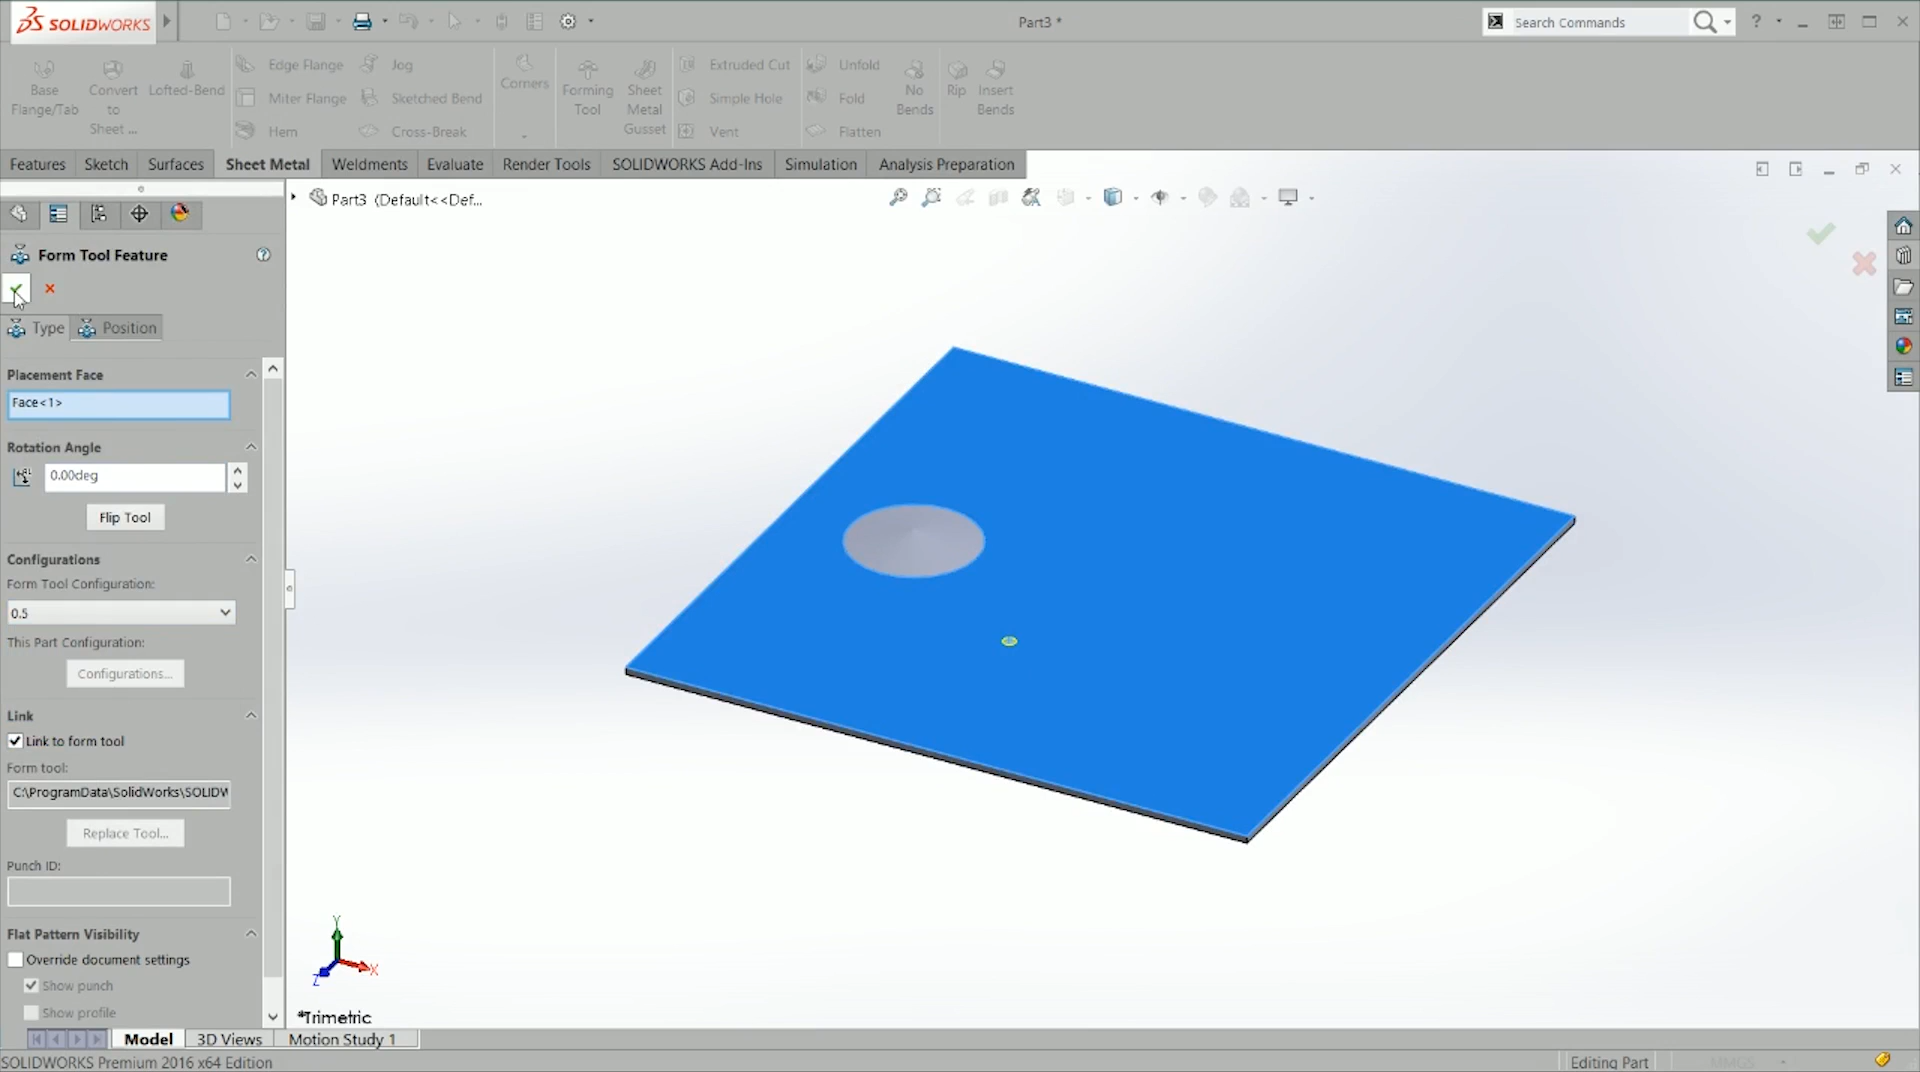 SOLIDWORKS
Part3 *
Search Commands
?
Base Flange/Tab
Convert to Sheet ...
Lofted-Bend
Edge Flange
Miter Flange
Hem
Jog
Sketched Bend
Cross-Break
Corners
Forming Tool
Sheet Metal Gusset
Extruded Cut
Simple Hole
Vent
Unfold
Fold
Flatten
No Bends
Rip
Insert Bends
Features
Sketch
Surfaces
Sheet Metal
Weldments
Evaluate
Render Tools
SOLIDWORKS Add-Ins
Simulation
Analysis Preparation
Part3 (Default<<Def...
Form Tool Feature
?
Type
Position
Placement Face
Face<1>
Rotation Angle
0.00deg
Flip Tool
Configurations
Form Tool Configuration:
0.5
This Part Configuration:
Configurations...
Link
Link to form tool
Form tool:
C:\ProgramData\SolidWorks\SOLIDW
Replace Tool...
Punch ID:
Flat Pattern Visibility
Override document settings
Show punch
Show profile
Y
X
Z
*Trimetric
Model
3D Views
Motion Study 1
SOLIDWORKS Premium 2016 x64 Edition
Editing Part
MMGS